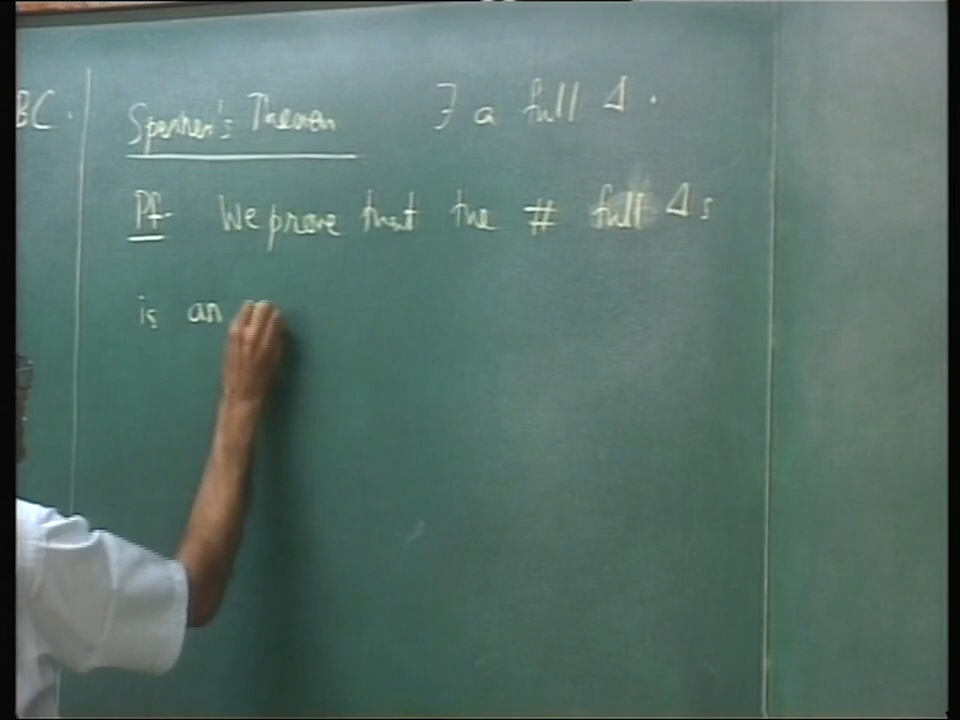 BC.
Sperner's Theorem ∃ a full Δ.
Pf- We prove that the # full Δs
is an